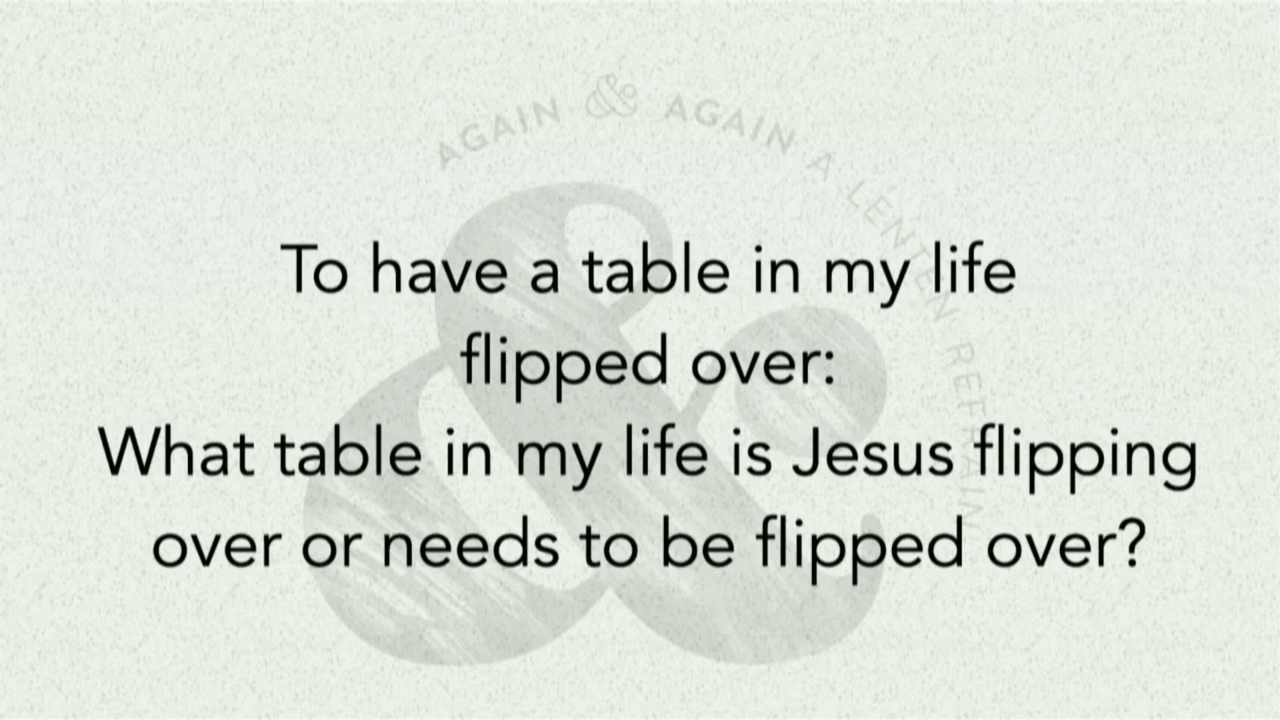 AGAIN & AGAIN A LENTEN REFRAIN
To have a table in my life
flipped over:
What table in my life is Jesus flipping
over or needs to be flipped over?